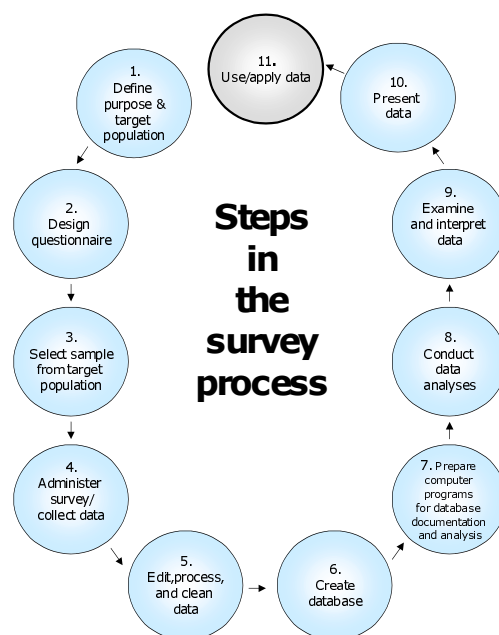 Steps
in
the
survey
process
1.
Define
purpose &
target
population
2.
Design
questionnaire
3.
Select sample
from target
population
4.
Administer
survey/
collect data
5.
Edit,process,
and clean
data
6.
Create
database
7. Prepare
computer
programs
for database
documentation
and analysis
8.
Conduct
data
analyses
9.
Examine
and interpret
data
10.
Present
data
11.
Use/apply data